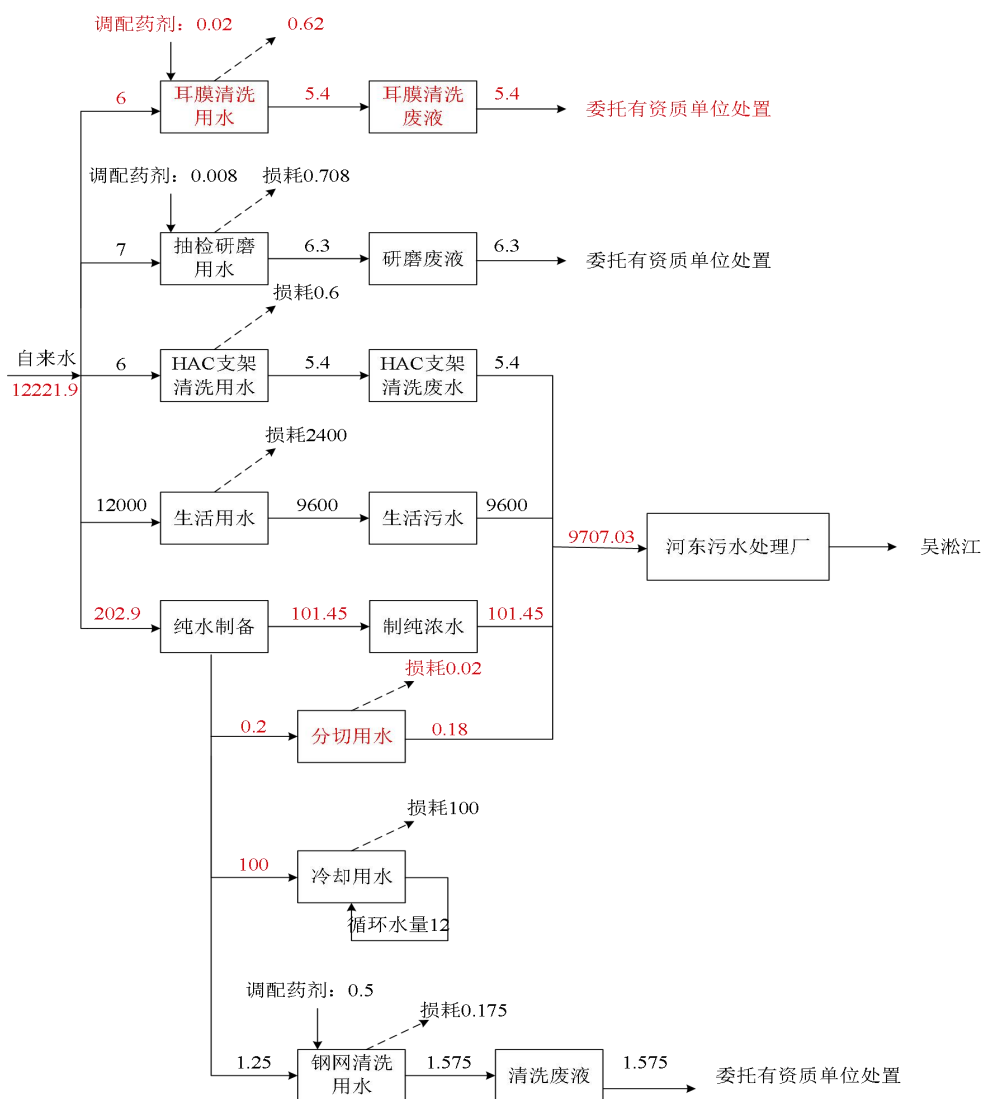 调配药剂：0.02
0.62
6
耳膜清洗
用水
5.4
耳膜清洗
废液
5.4
委托有资质单位处置
调配药剂：0.008
损耗0.708
7
抽检研磨
用水
6.3
研磨废液
6.3
委托有资质单位处置
损耗0.6
自来水
12221.9
6
HAC支架
清洗用水
5.4
HAC支架
清洗废水
5.4
损耗2400
12000
生活用水
9600
生活污水
9600
9707.03
河东污水处理厂
吴淞江
202.9
纯水制备
101.45
制纯浓水
101.45
损耗0.02
0.2
分切用水
0.18
损耗100
100
冷却用水
循环水量12
调配药剂：0.5
损耗0.175
1.25
钢网清洗
用水
1.575
清洗废液
1.575
委托有资质单位处置